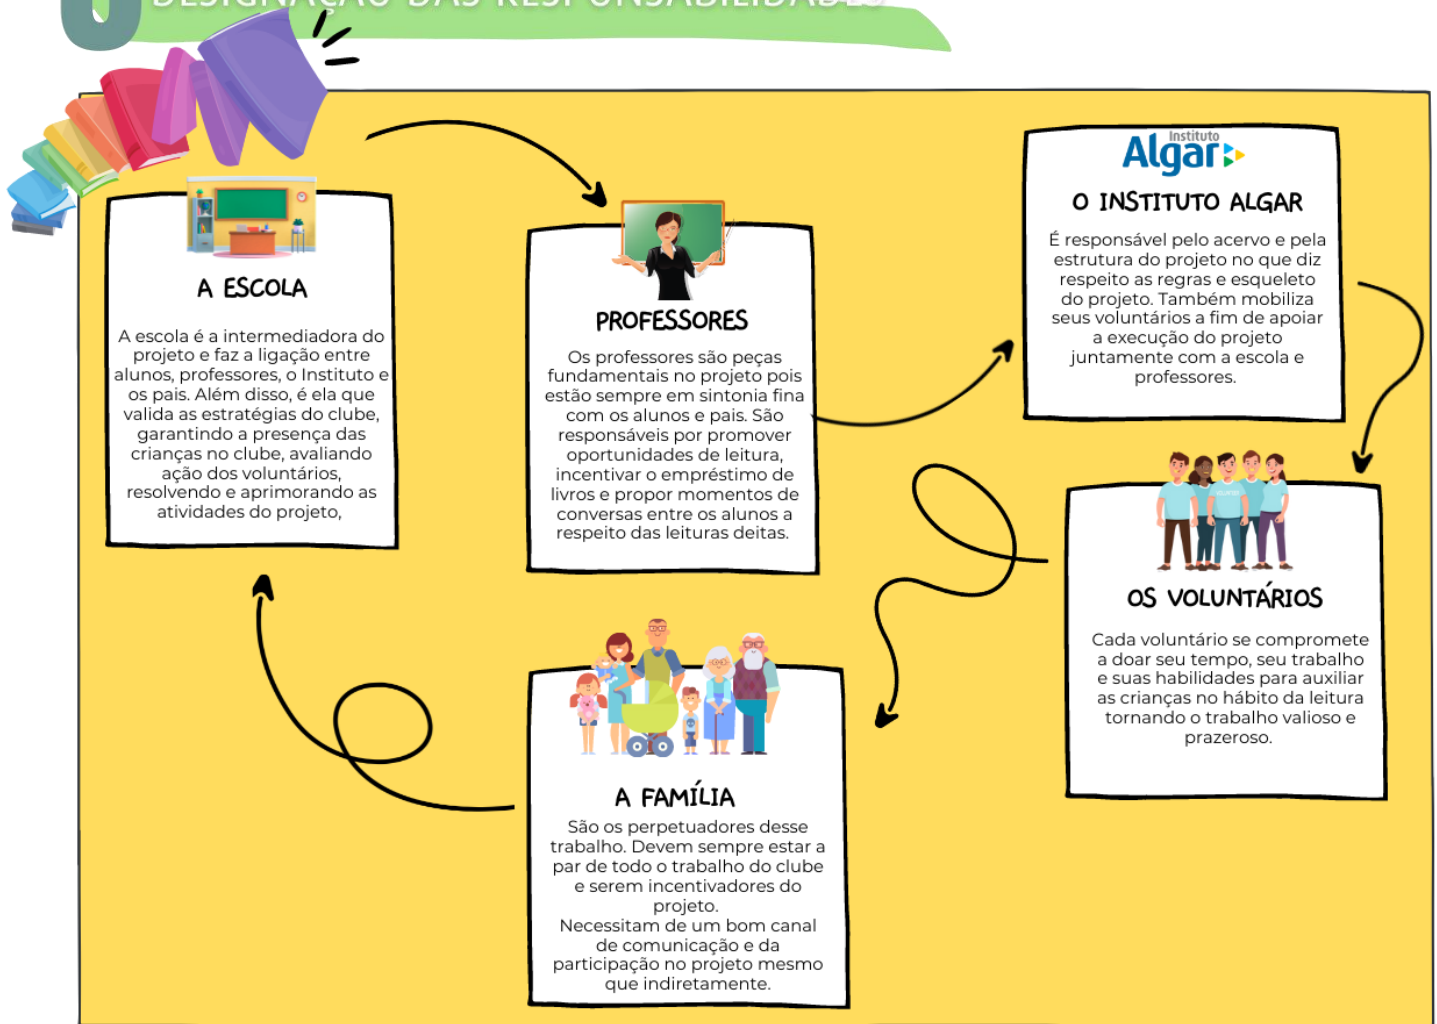 DESIGNAÇÃO DAS RESPONSABILIDADES
A ESCOLA
A escola é a intermediadora do
projeto e faz a ligação entre
alunos, professores, o Instituto e
os pais. Além disso, é ela que
valida as estratégias do clube,
garantindo a presença das
crianças no clube, avaliando
ação dos voluntários,
resolvendo e aprimorando as
atividades do projeto,
PROFESSORES
Os professores são peças
fundamentais no projeto pois
estão sempre em sintonia fina
com os alunos e pais. São
responsáveis por promover
oportunidades de leitura,
incentivar o empréstimo de
livros e propor momentos de
conversas entre os alunos a
respeito das leituras deitas.
Instituto
Algar
O INSTITUTO ALGAR
É responsável pelo acervo e pela
estrutura do projeto no que diz
respeito as regras e esqueleto
do projeto. Também mobiliza
seus voluntários a fim de apoiar
a execução do projeto
juntamente com a escola e
professores.
OS VOLUNTÁRIOS
Cada voluntário se compromete
a doar seu tempo, seu trabalho
e suas habilidades para auxiliar
as crianças no hábito da leitura
tornando o trabalho valioso e
prazeroso.
A FAMÍLIA
São os perpetuadores desse
trabalho. Devem sempre estar a
par de todo o trabalho do clube
e serem incentivadores do
projeto.
Necessitam de um bom canal
de comunicação e da
participação no projeto mesmo
que indiretamente.